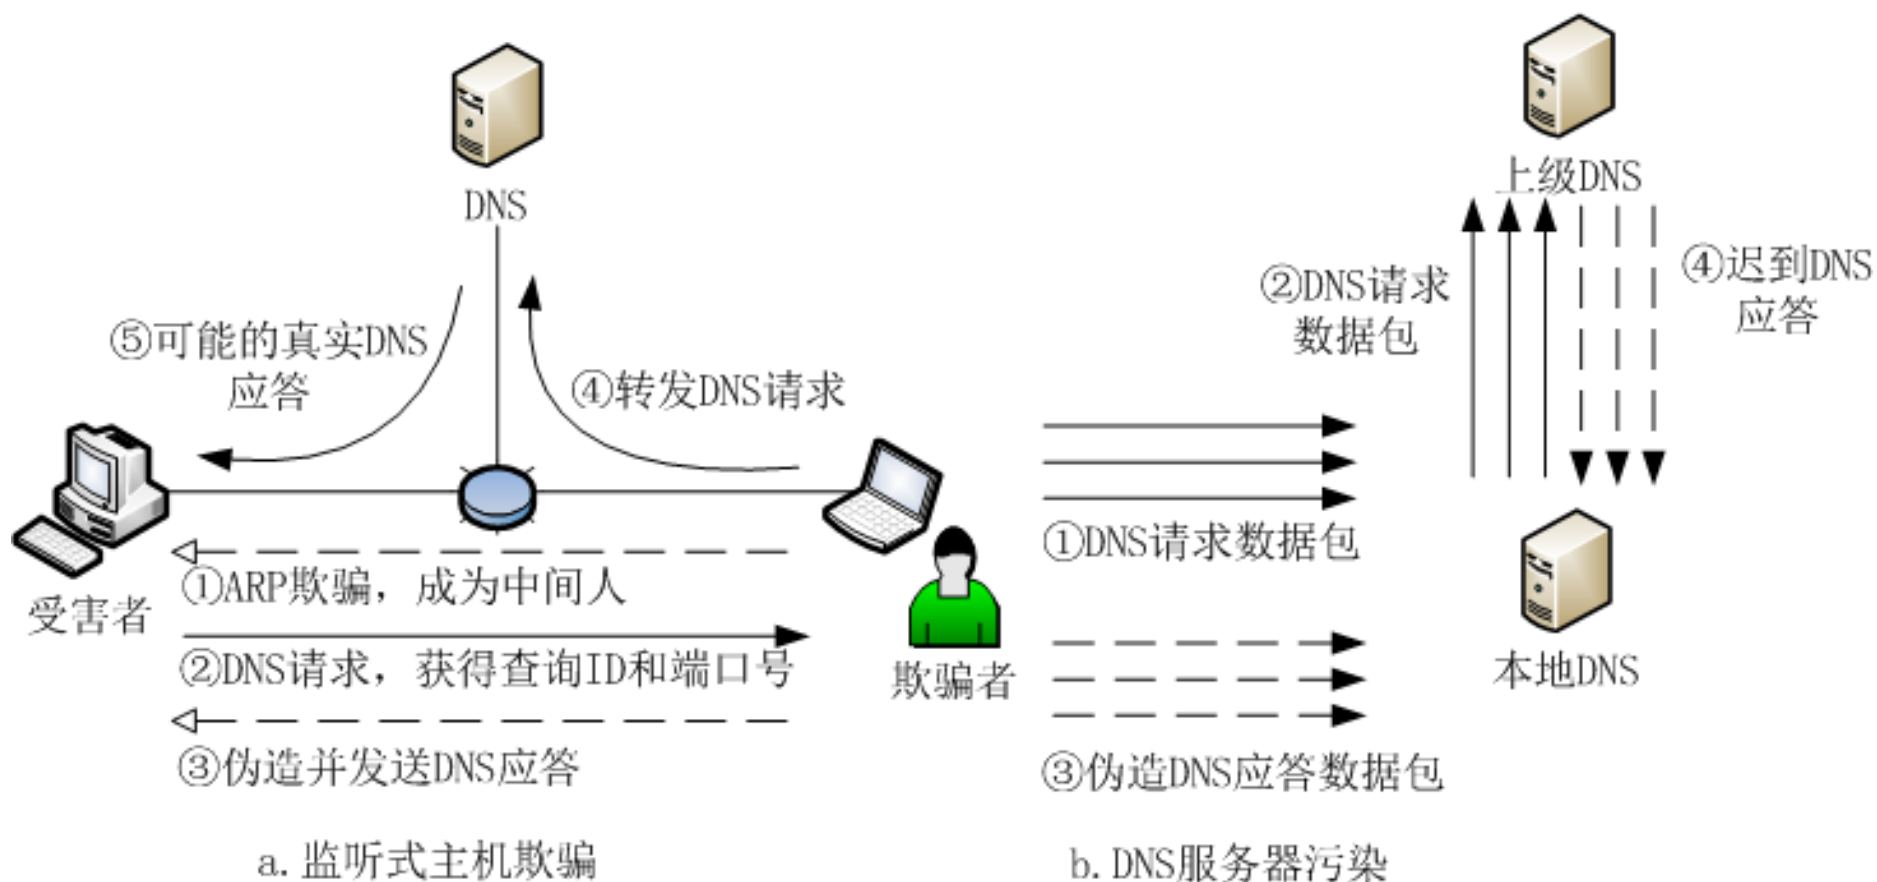 DNS
上级DNS
⑤可能的真实DNS
应答
④转发DNS请求
②DNS请求
数据包
④迟到DNS
应答
①DNS请求数据包
受害者
①ARP欺骗，成为中间人
②DNS请求，获得查询ID和端口号
③伪造并发送DNS应答
欺骗者
本地DNS
③伪造DNS应答数据包
a.监听式主机欺骗
b.DNS服务器污染